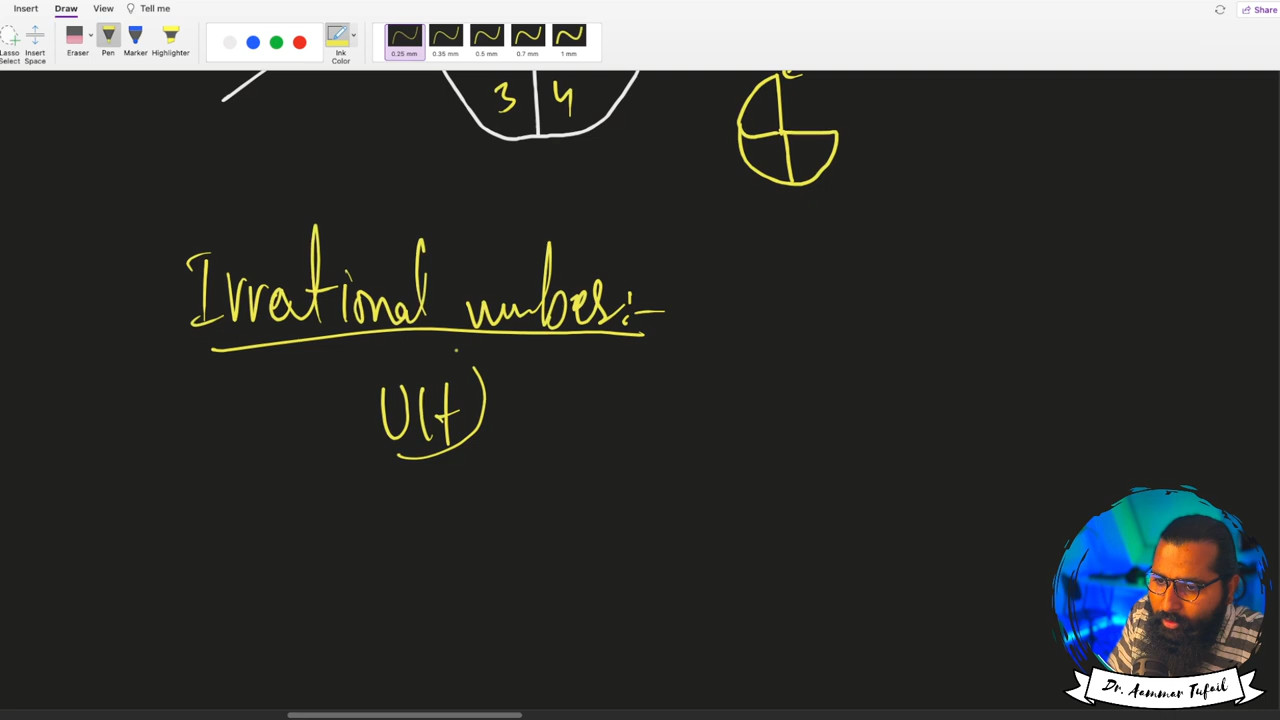 Insert Draw View Tell me
Share
Lasso Select
Insert Space
Eraser
Pen
Marker
Highlighter
Ink Color
0.25 mm
0.35 mm
0.5 mm
0.7 mm
1 mm
3 4
Irrational numbes:-
U(t)
Dr. Aammar Tufail